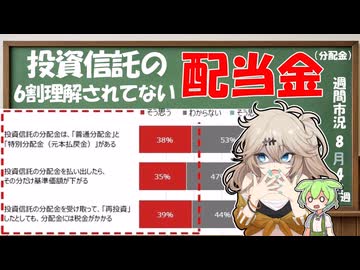 投資信託の
6割理解されてない
配当金
(分配金)
週間市況
8月4週
そう思う
わからない
投資信託の分配金は、「普通分配金」と
「特別分配金(元本払戻金)」がある
38%
53%
投資信託の分配金を払い出したら、
その分だけ基準価額が下がる
35%
47%
投資信託の分配金を受け取って、「再投資」
したとしても、分配金には税金がかかる
39%
44%